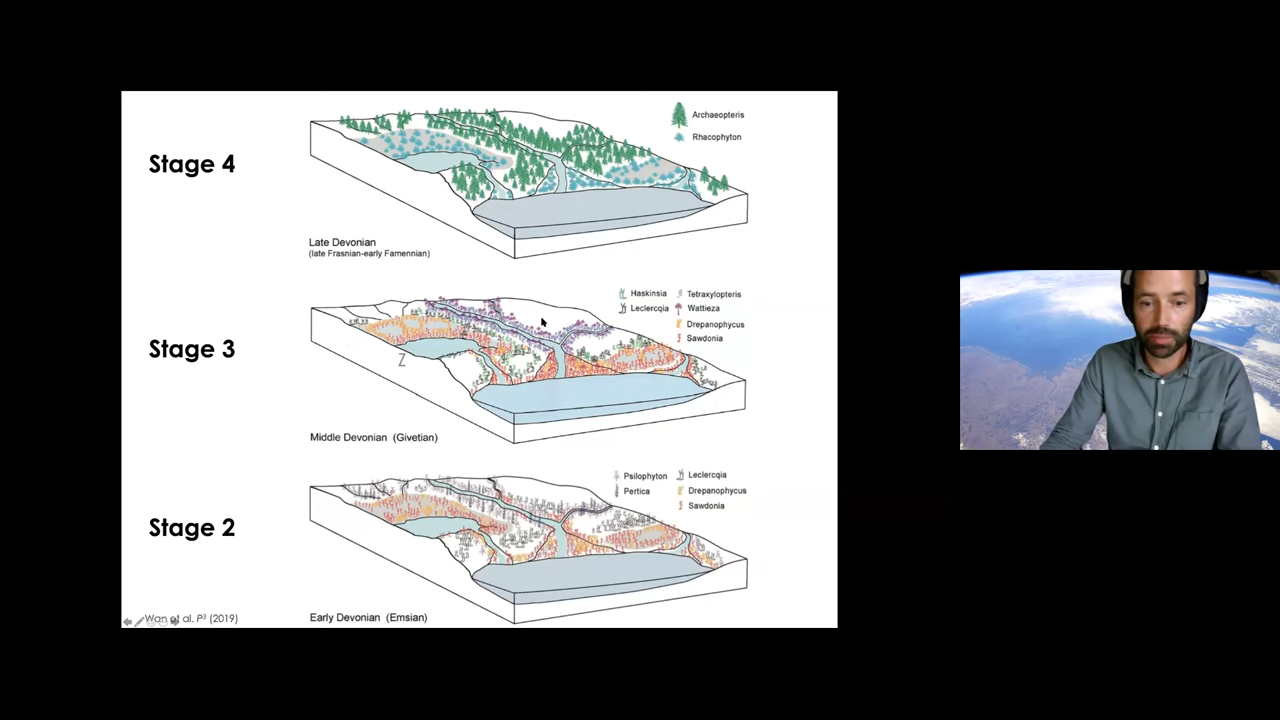 Stage 4
Archaeopteris
Rhacophyton
Late Devonian
(late Frasnian-early Famennian)
Stage 3
Haskinsia
Tetraxylopteris
Leclercqia
Wattieza
Drepanophycus
Sawdonia
Z
Middle Devonian (Givetian)
Stage 2
Psilophyton
Leclercqia
Pertica
Drepanophycus
Sawdonia
Early Devonian (Emsian)
Wan et al. P³ (2019)